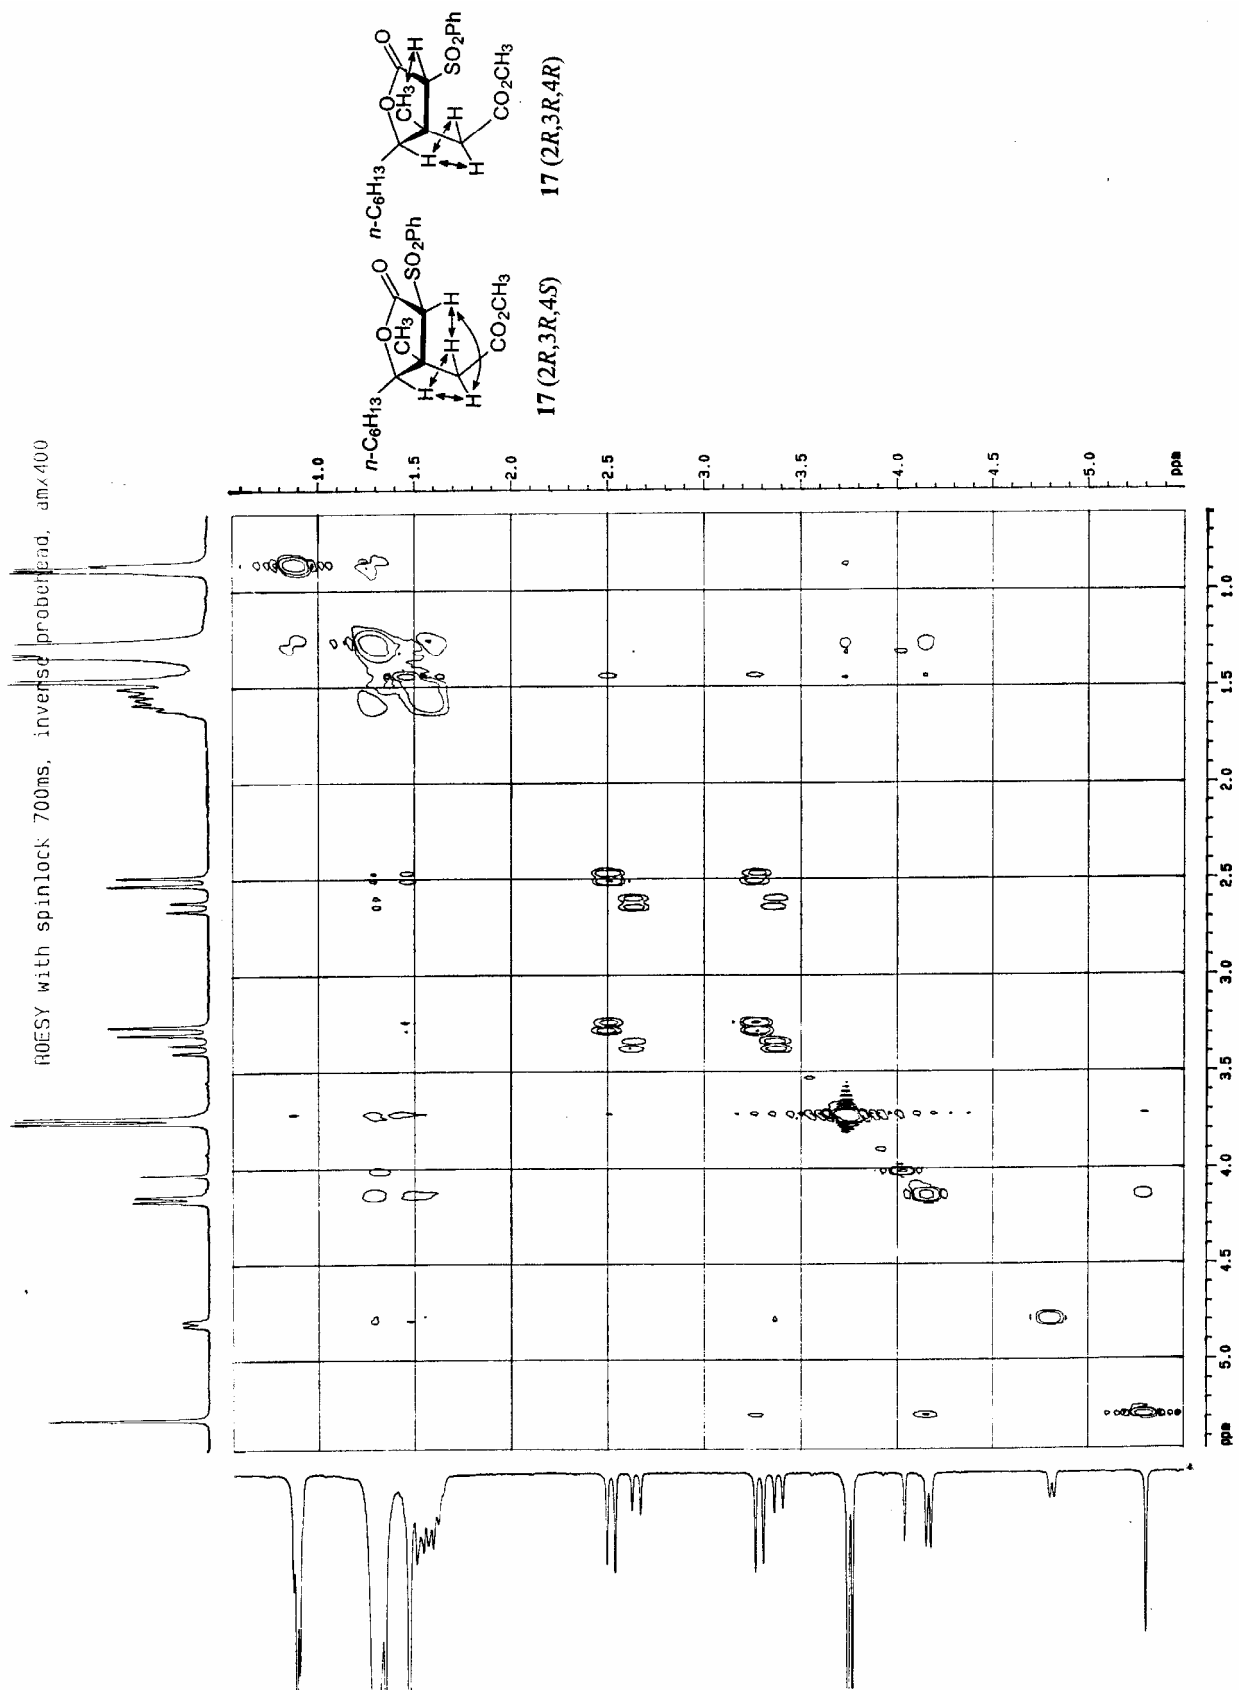 ROESY with spinlock 700ms, inverse probehead, amx400
n-C6H13
O
O
CH3
SO2Ph
H
H
H
H
CO2CH3
17 (2R,3R,4S)
n-C6H13
O
O
CH3
H
SO2Ph
H
H
H
CO2CH3
17 (2R,3R,4R)
1.0
1.5
2.0
2.5
3.0
3.5
4.0
4.5
5.0
ppm
1.0
1.5
2.0
2.5
3.0
3.5
4.0
4.5
5.0
ppm